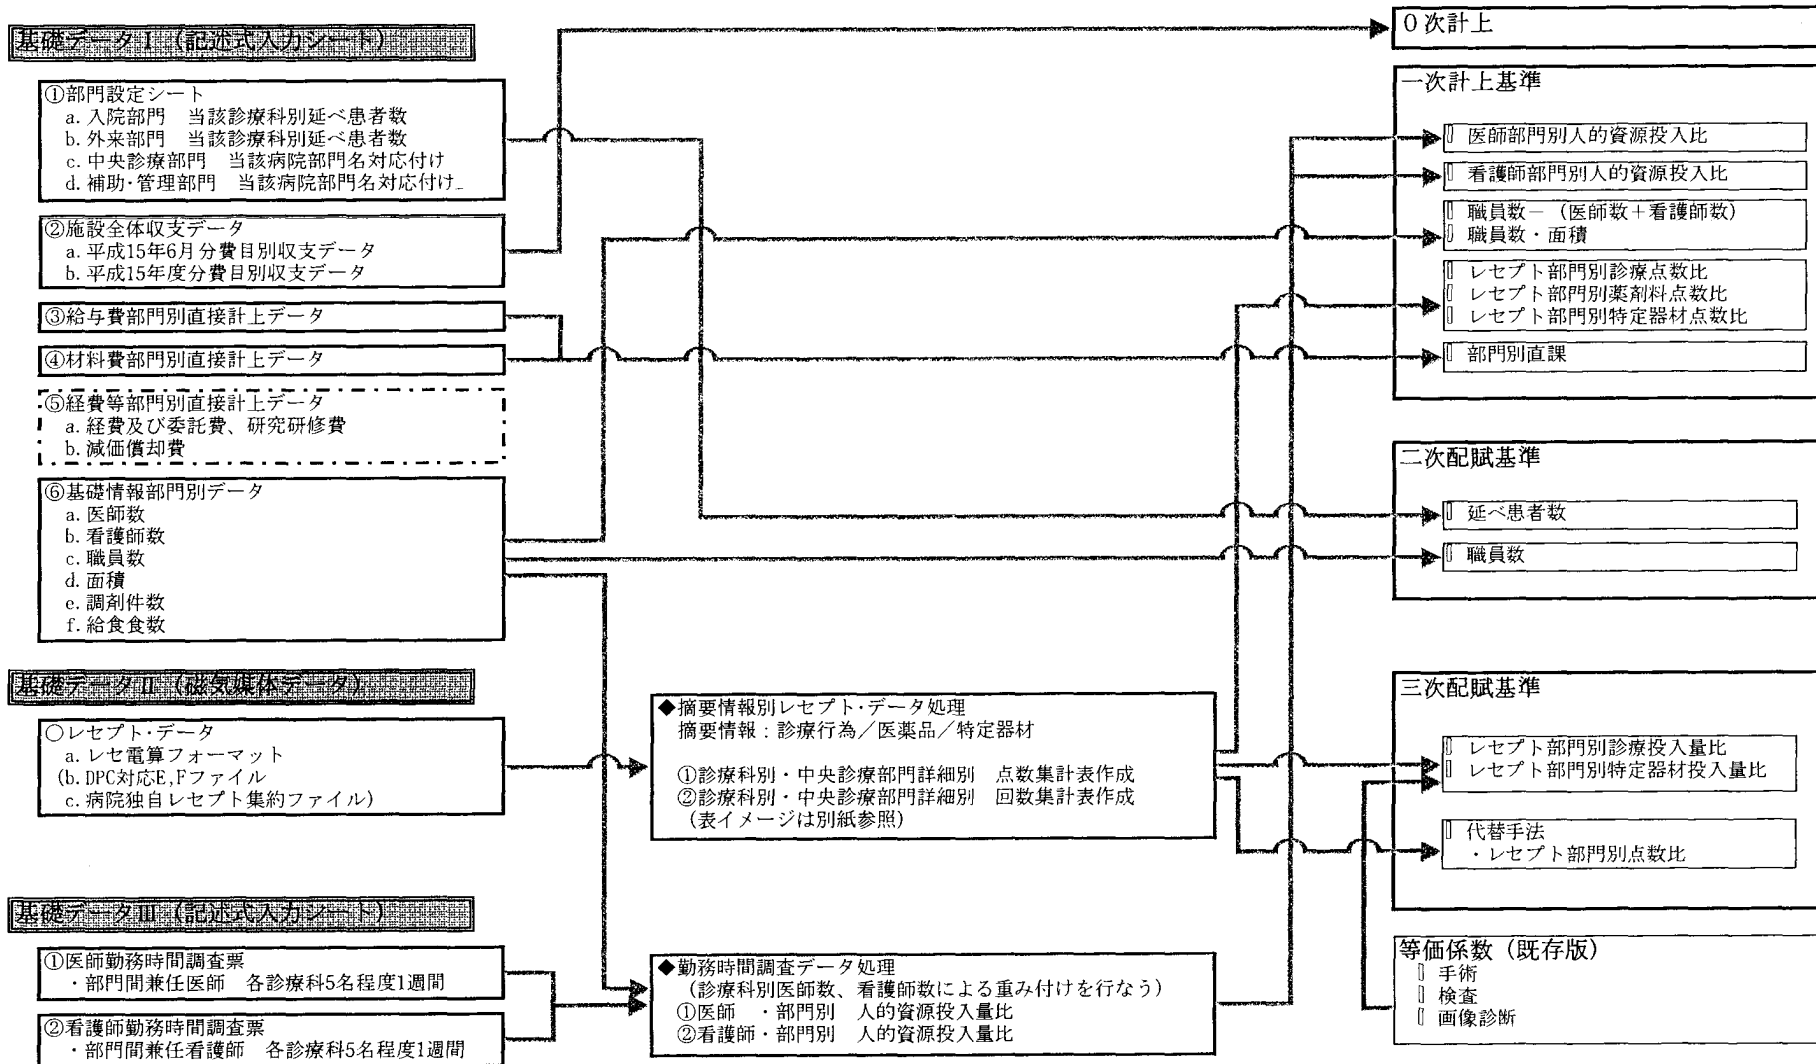 基礎データⅠ（記述式入力シート）
①部門設定シート
a. 入院部門　当該診療科別延べ患者数
b. 外来部門　当該診療科別延べ患者数
c. 中央診療部門　当該病院部門名対応付け
d. 補助・管理部門　当該病院部門名対応付け
②施設全体収支データ
a. 平成15年6月分費目別収支データ
b. 平成15年度分費目別収支データ
③給与費部門別直接計上データ
④材料費部門別直接計上データ
⑤経費等部門別直接計上データ
a. 経費及び委託費、研究研修費
b. 減価償却費
⑥基礎情報部門別データ
a. 医師数
b. 看護師数
c. 職員数
d. 面積
e. 調剤件数
f. 給食食数
基礎データⅡ（磁気媒体データ）
○レセプト・データ
a. レセ電算フォーマット
(b. DPC対応E,Fファイル
c. 病院独自レセプト集約ファイル)
基礎データⅢ（記述式入力シート）
①医師勤務時間調査票
・部門間兼任医師　各診療科5名程度1週間
②看護師勤務時間調査票
・部門間兼任看護師　各診療科5名程度1週間
◆摘要情報別レセプト・データ処理
摘要情報：診療行為／医薬品／特定器材
①診療科別・中央診療部門詳細別　点数集計表作成
②診療科別・中央診療部門詳細別　回数集計表作成
（表イメージは別紙参照）
◆勤務時間調査データ処理
（診療科別医師数、看護師数による重み付けを行なう）
①医師　・部門別　人的資源投入量比
②看護師・部門別　人的資源投入量比
０次計上
一次計上基準
医師部門別人的資源投入比
看護師部門別人的資源投入比
職員数－（医師数＋看護師数）
職員数・面積
レセプト部門別診療点数比
レセプト部門別薬剤料点数比
レセプト部門別特定器材点数比
部門別直課
二次配賦基準
延べ患者数
職員数
三次配賦基準
レセプト部門別診療投入量比
レセプト部門別特定器材投入量比
代替手法
・レセプト部門別点数比
等価係数（既存版）
手術
検査
画像診断